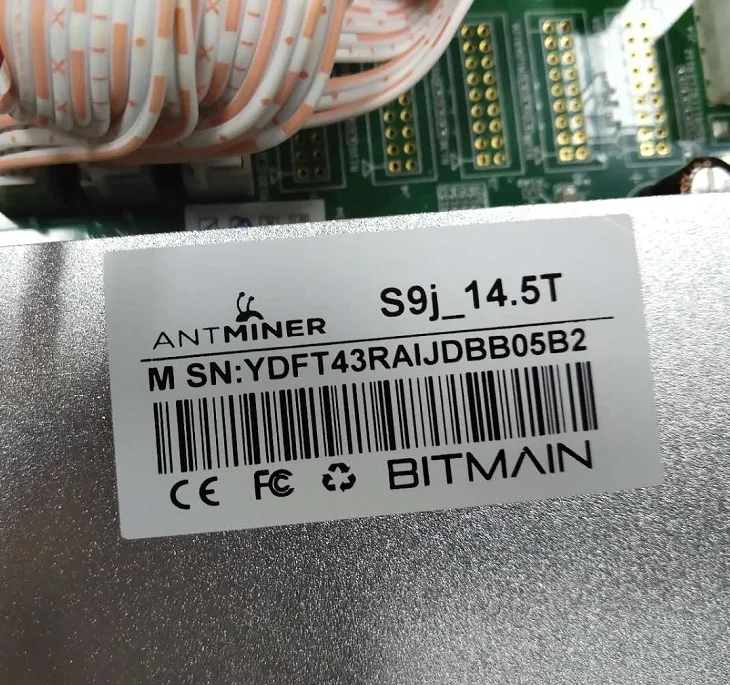 S9j_14.5T
ANTMINER
M SN:YDFT43RAIJDBB05B2
CE FC BITMAIN